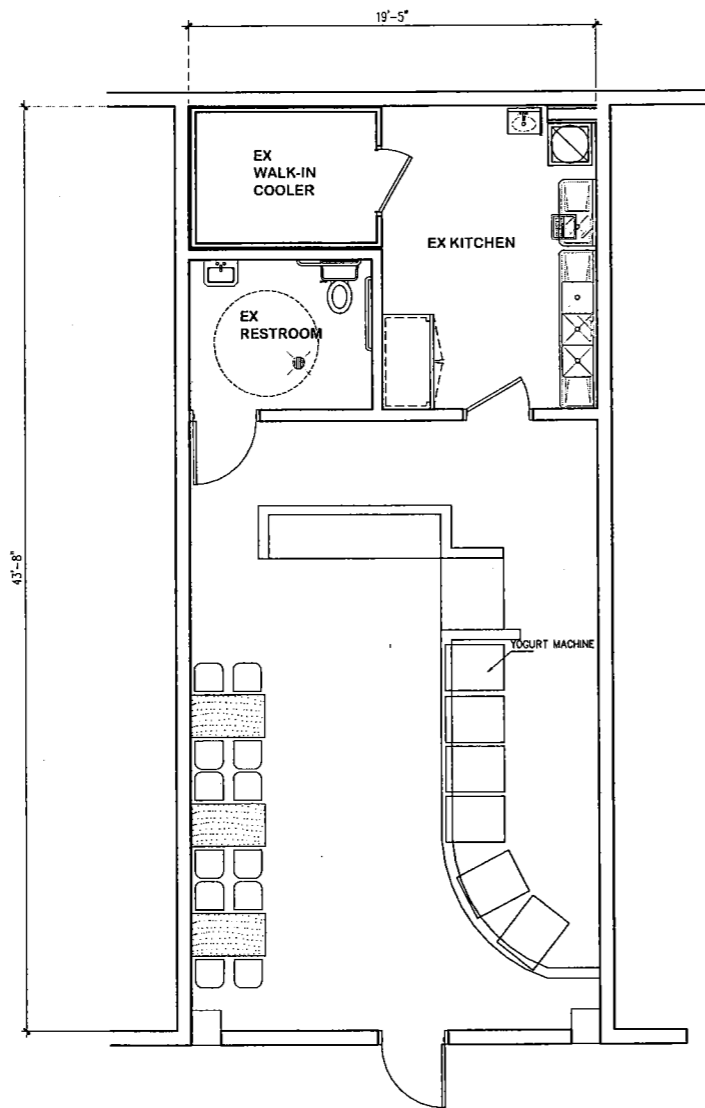 19'-5"
EX
WALK-IN
COOLER
EX KITCHEN
EX
RESTROOM
43'-8"
YOGURT MACHINE